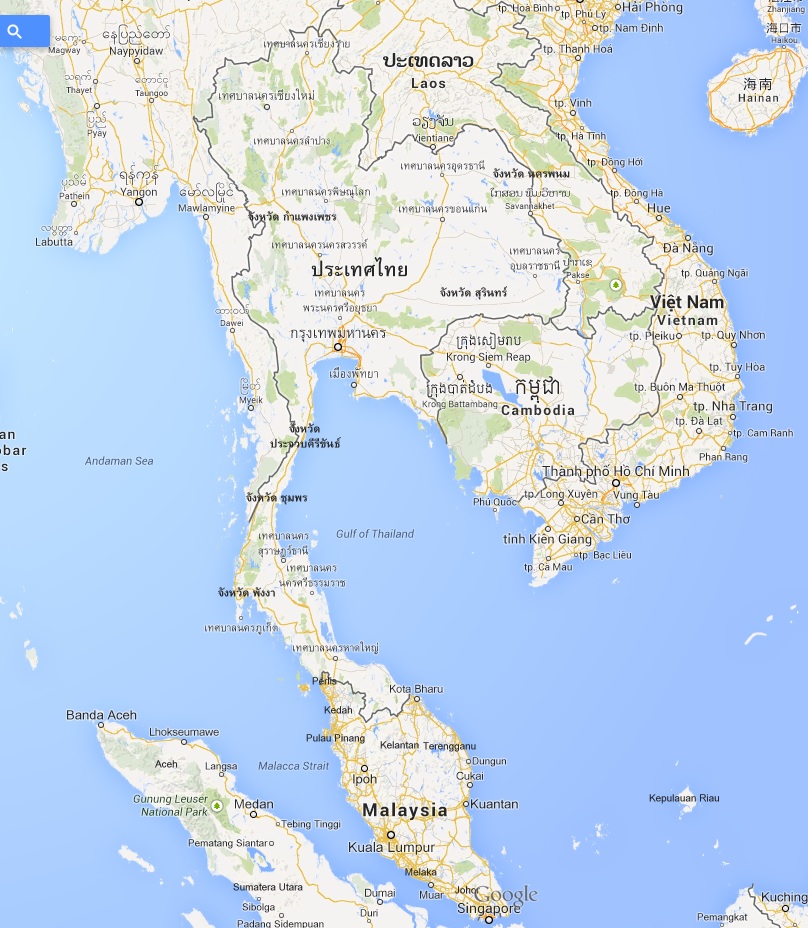 tp. Hoà Bình
Hải Phòng
tp. Phủ Lý
Zhanjiang
tp. Nam Định
海口市
Haikou
နေပြည်တော်
Naypyidaw
Magway
เทศบาลนครเชียงราย
tp. Thanh Hoá
ປະເທດລາວ
Laos
Thayet
Taungoo
เทศบาลนครเชียงใหม่
海南
Hainan
tp. Vinh
Pyay
ວຽງຈັນ
Vientiane
เทศบาลนครลำปาง
tp. Hà Tĩnh
เทศบาลนครอุดรธานี
tp. Đồng Hới
ရန်ကုန်
Yangon
จังหวัด นครพนม
Pathein
မော်လမြိုင်
Mawlamyine
เทศบาลนครพิษณุโลก
Savannakhet
tp. Đông Hà
จังหวัด กำแพงเพชร
เทศบาลนครขอนแก่น
Hue
Labutta
เทศบาลนครนครสวรรค์
เทศบาลนคร
อุบลราชธานี
Đà Nẵng
ประเทศไทย
Pakse
tp. Quảng Ngãi
เทศบาลนคร
พระนครศรีอยุธยา
จังหวัด สุรินทร์
Việt Nam
Vietnam
ထားဝယ်
Dawei
กรุงเทพมหานคร
ក្រុងសៀមរាប
Krong Siem Reap
tp. Pleiku
tp. Quy Nhơn
เมืองพัทยา
tp. Tuy Hòa
မြိတ်
Myeik
ក្រុងបាត់ដំបង
Krong Battambang
កម្ពុជា
Cambodia
tp. Buôn Ma Thuột
tp. Nha Trang
จังหวัด
ประจวบคีรีขันธ์
tp. Đà Lạt
tp. Cam Ranh
an
obar
s
Andaman Sea
Phan Rang
Thành phố Hồ Chí Minh
จังหวัด ชุมพร
Phú Quốc
tp. Long Xuyên
Vũng Tàu
Cần Thơ
Gulf of Thailand
เทศบาลนคร
สุราษฎร์ธานี
tỉnh Kiên Giang
tp. Bạc Liêu
tp. Cà Mau
เทศบาลนคร
นครศรีธรรมราช
จังหวัด พังงา
เทศบาลนครภูเก็ต
เทศบาลนครหาดใหญ่
Perlis
Kota Bharu
Kedah
Banda Aceh
Lhokseumawe
Pulau Pinang
Kelantan
Terengganu
Aceh
Langsa
Malacca Strait
Dungun
Ipoh
Cukai
Gunung Leuser
National Park
Medan
Malaysia
Kuantan
Kepulauan Riau
Tebing Tinggi
Pematang Siantar
Kuala Lumpur
Melaka
Sumatera Utara
Dumai
Muar
Johor
Google
Kuching
Sibolga
Duri
Singapore
Padang Sidempuan
Pemangkat